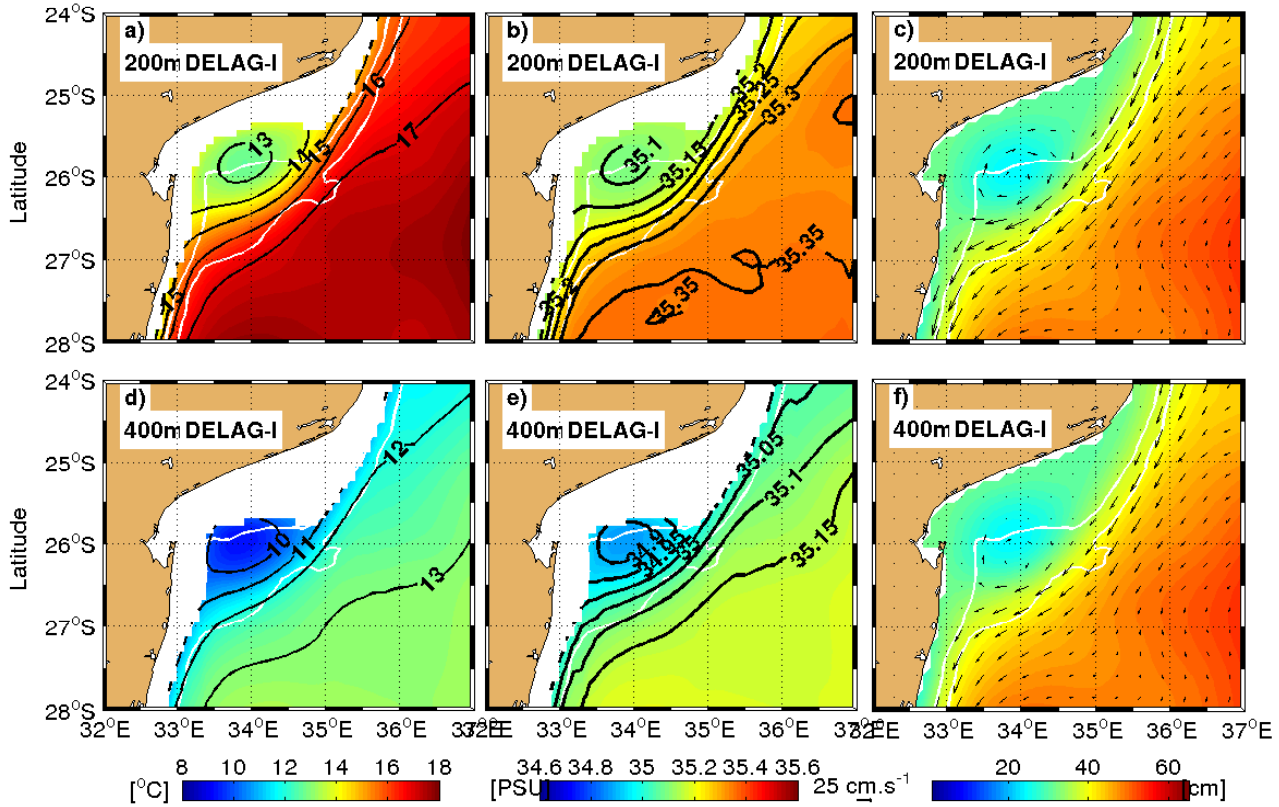 24°S
a)
200m DELAG-I
b)
200m DELAG-I
c)
200m DELAG-I
25°S
26°S
27°S
28°S
Latitude
16
17
13
14
15
15
35.2
35.25
35.3
35.1
35.15
35.2
35.35
35.35
24°S
d)
400m DELAG-I
e)
400m DELAG-I
f)
400m DELAG-I
25°S
26°S
27°S
28°S
Latitude
12
10
11
13
35.05
35.1
35.15
34.9
34.95
35
32°E
33°E
34°E
35°E
36°E
37°E
33°E
34°E
35°E
36°E
37°E
33°E
34°E
35°E
36°E
37°E
[°C]
8
10
12
14
16
18
[PSU
34.6
34.8
35
35.2
35.4
35.6
25 cm.s⁻¹
20
40
60
cm]